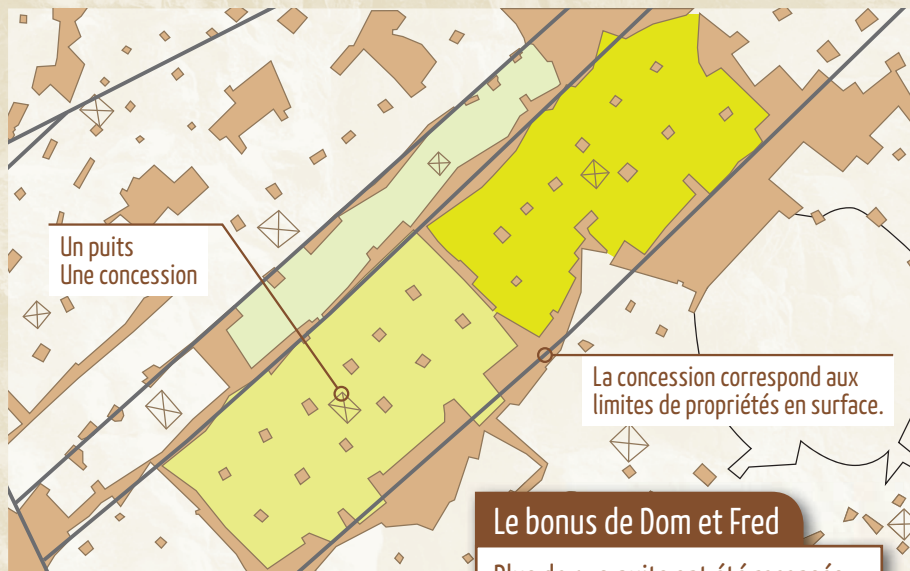 Un puits
Une concession
La concession correspond aux
limites de propriétés en surface.
Le bonus de Dom et Fred